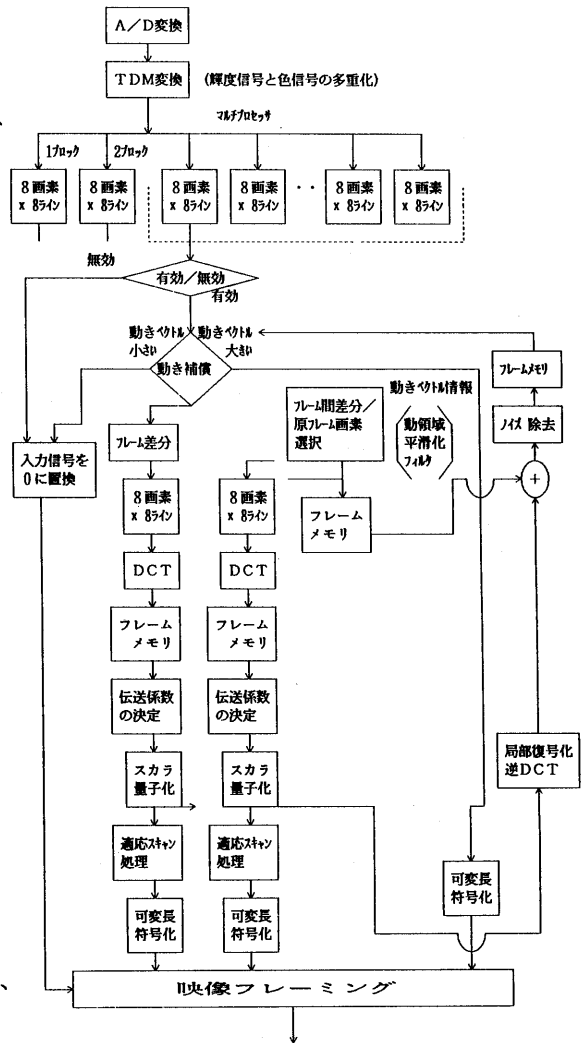 A/D変換
TDM変換 (輝度信号と色信号の多重化)
マルチプロセッサ
1ブロック 2ブロック
8画素 8画素 8画素 8画素 ・・ 8画素 8画素
x 8ライン x 8ライン x 8ライン x 8ライン x 8ライン x 8ライン
無効
有効/無効
有効
動きベクトル 動きベクトル
小さい 大きい
動き補償
フレームメモリ
動きベクトル情報
ノイズ除去
フレーム差分
フレーム間差分/
原フレーム画素
選択
動領域
平滑化
フィルタ
+
入力信号を
0に置換
8画素
x 8ライン
8画素
x 8ライン
フレーム
メモリ
DCT
DCT
フレーム
メモリ
フレーム
メモリ
伝送係数
の決定
伝送係数
の決定
局部復号化
逆DCT
スカラ
量子化
スカラ
量子化
適応スキャン
処理
適応スキャン
処理
可変長
符号化
可変長
符号化
可変長
符号化
映像フレーミング